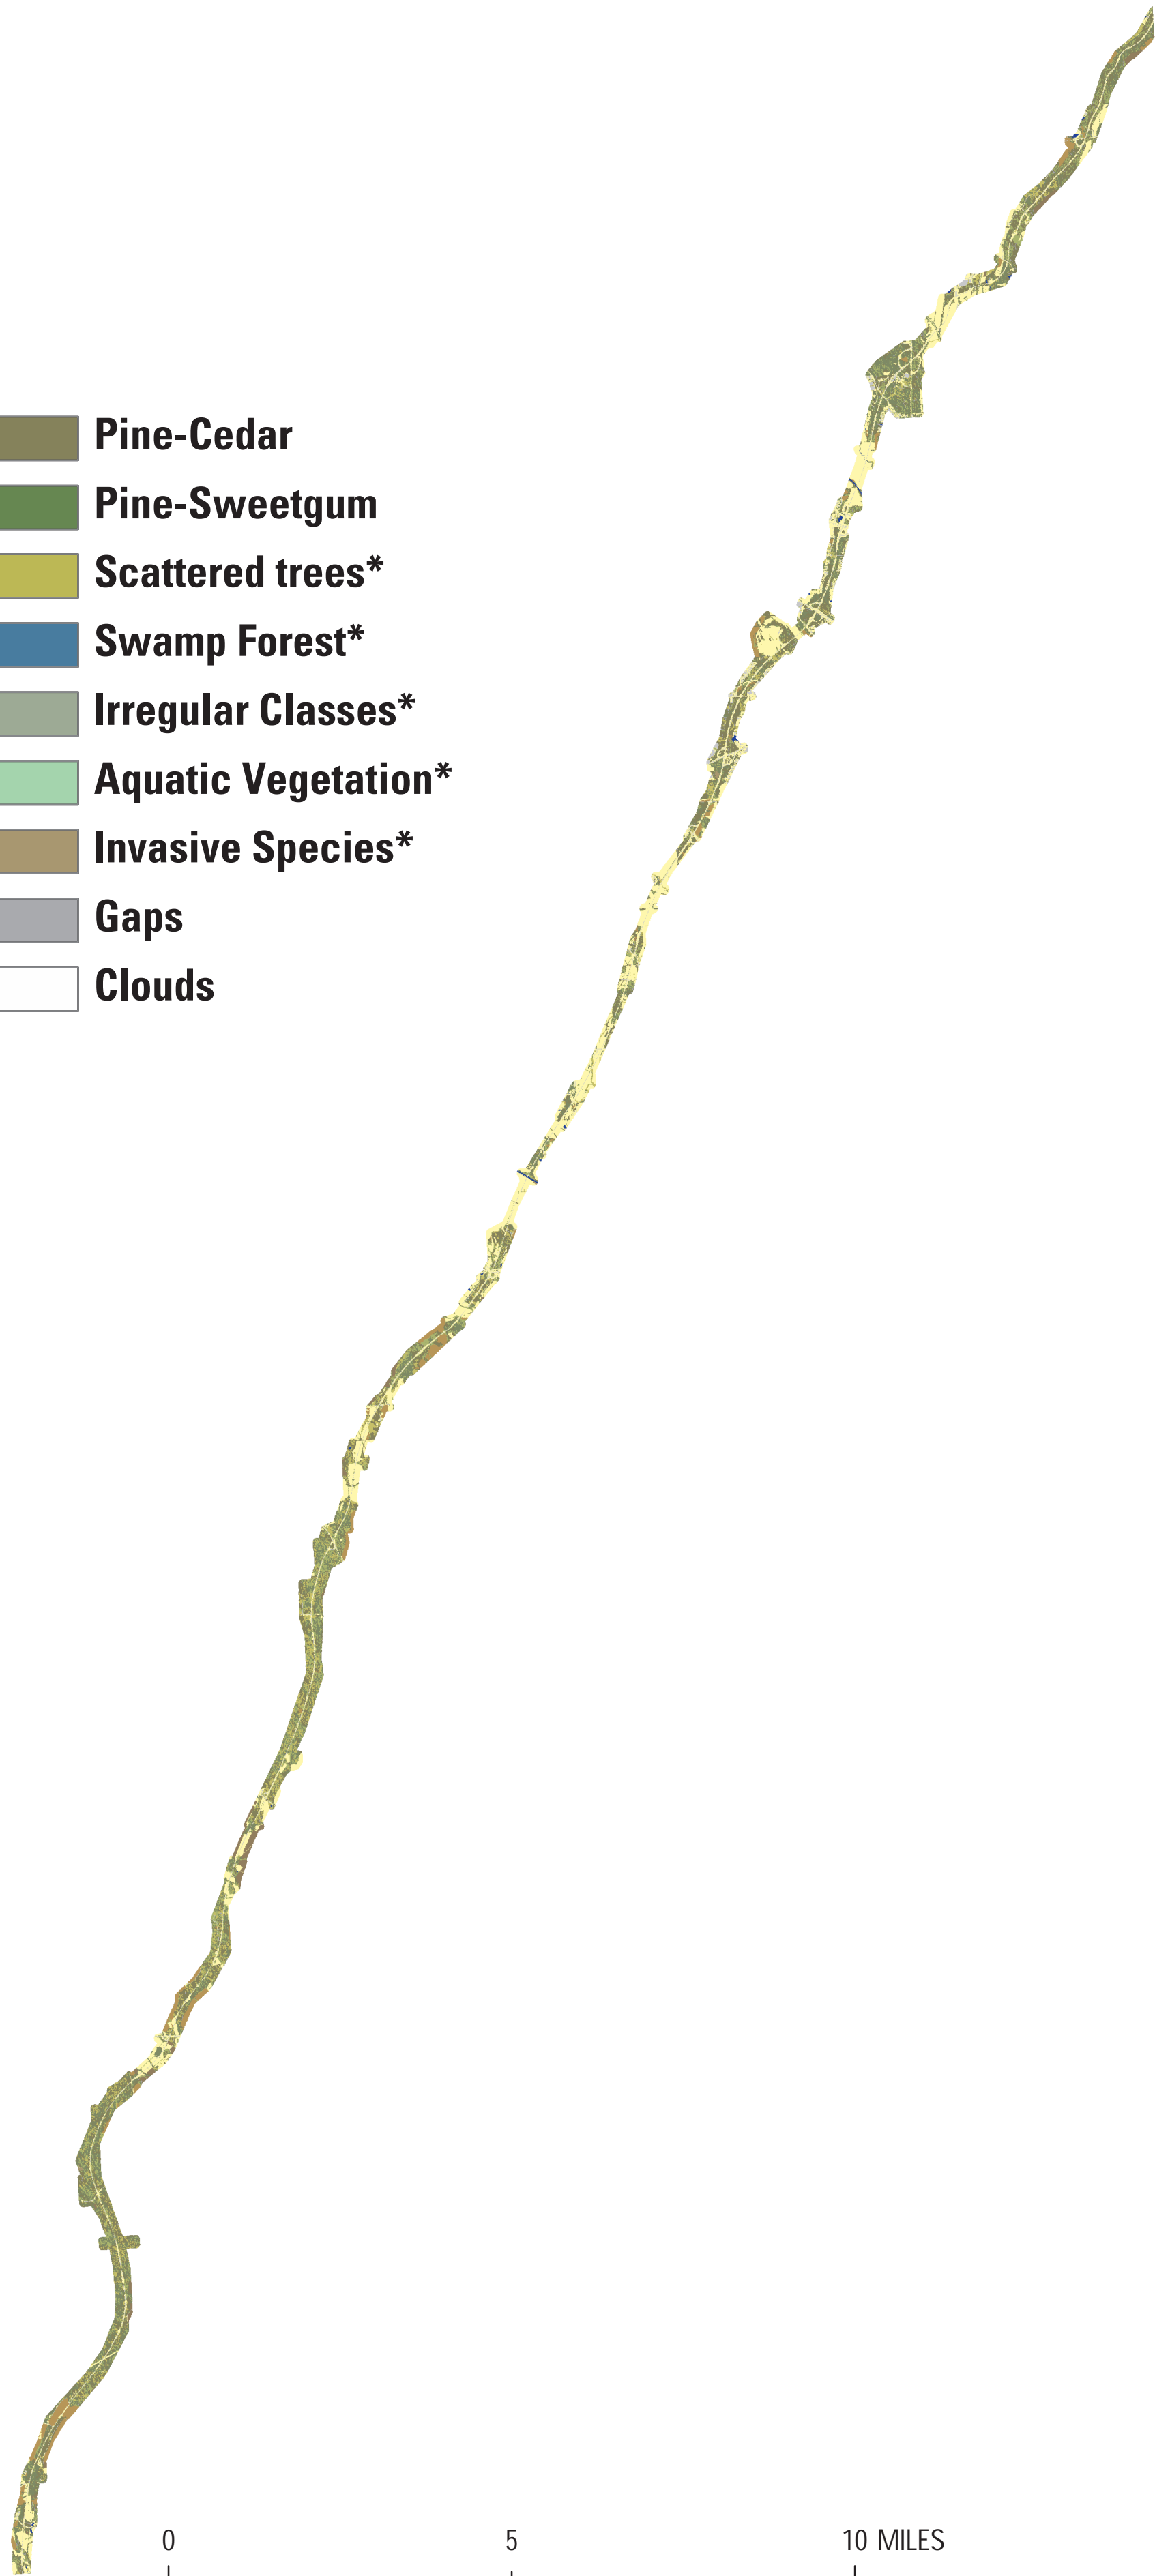 Pine-Cedar
Pine-Sweetgum
Scattered trees*
Swamp Forest*
Irregular Classes*
Aquatic Vegetation*
Invasive Species*
Gaps
Clouds
0 5 10 MILES